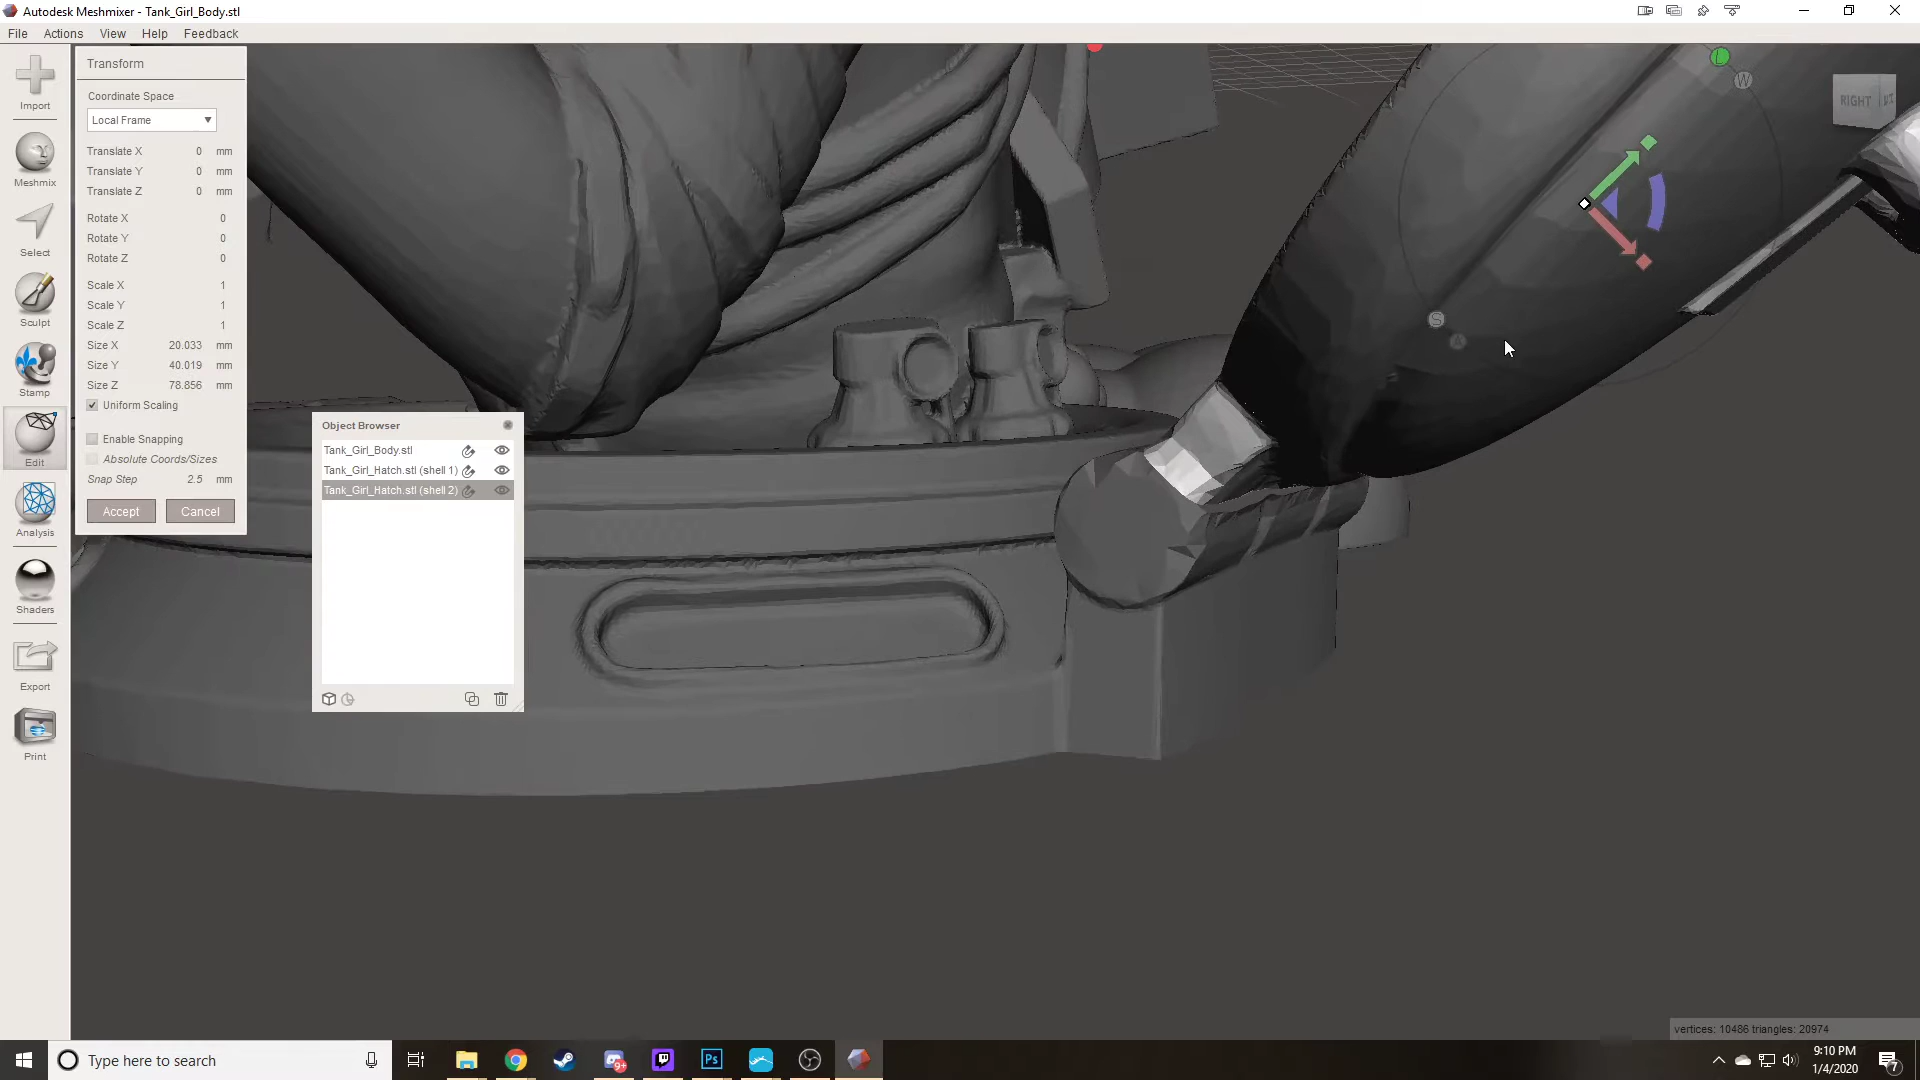 Autodesk Meshmixer - Tank_Girl_Body.stl
File Actions View Help Feedback
Import
Meshmix
Select
Sculpt
Stamp
Edit
Analysis
Shaders
Export
Print
Transform
Coordinate Space
Local Frame
Translate X 0 mm
Translate Y 0 mm
Translate Z 0 mm
Rotate X 0
Rotate Y 0
Rotate Z 0
Scale X 1
Scale Y 1
Scale Z 1
Size X 20.033 mm
Size Y 40.019 mm
Size Z 78.856 mm
Uniform Scaling
Enable Snapping
Absolute Coords/Sizes
Snap Step 2.5 mm
Accept Cancel
Object Browser
Tank_Girl_Body.stl
Tank_Girl_Hatch.stl (shell 1)
Tank_Girl_Hatch.stl (shell 2)
L
W
RIGHT
S
A
vertices: 10486 triangles: 20974
Type here to search
9+
Ps
9:10 PM
1/4/2020
7